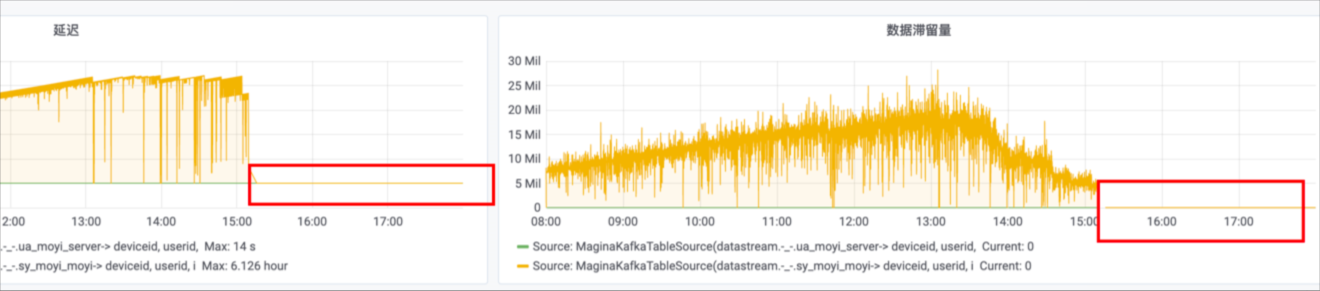 延迟
2:00 13:00 14:00 15:00 16:00 17:00
.-_-.ua_moyi_server-> deviceid, userid, Max: 14 s
.-_-.sy_moyi_moyi-> deviceid, userid, i Max: 6.126 hour
数据滞留量
30 Mil
25 Mil
20 Mil
15 Mil
10 Mil
5 Mil
0
08:00 09:00 10:00 11:00 12:00 13:00 14:00 15:00 16:00 17:00
Source: MaginaKafkaTableSource(datastream.-_-.ua_moyi_server-> deviceid, userid, Current: 0
Source: MaginaKafkaTableSource(datastream.-_-.sy_moyi_moyi-> deviceid, userid, i Current: 0